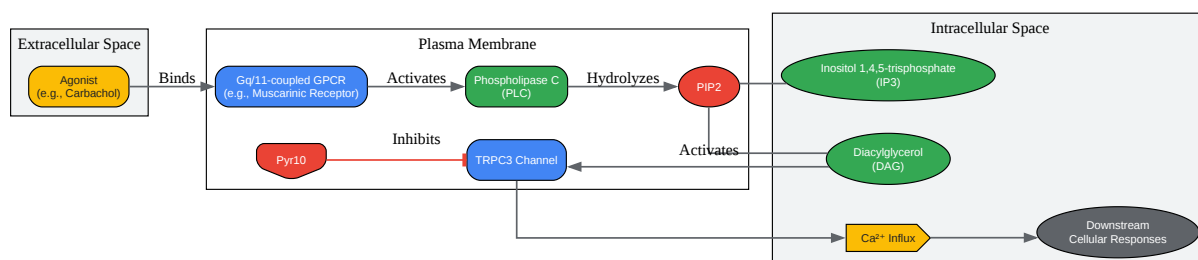 Extracellular Space
Agonist
(e.g., Carbachol)
Binds
Plasma Membrane
Gq/11-coupled GPCR
(e.g., Muscarinic Receptor)
Activates
Phospholipase C
(PLC)
Hydrolyzes
PIP2
Pyr10
Inhibits
TRPC3 Channel
Activates
Intracellular Space
Inositol 1,4,5-trisphosphate
(IP3)
Diacylglycerol
(DAG)
Ca²⁺ Influx
Downstream
Cellular Responses